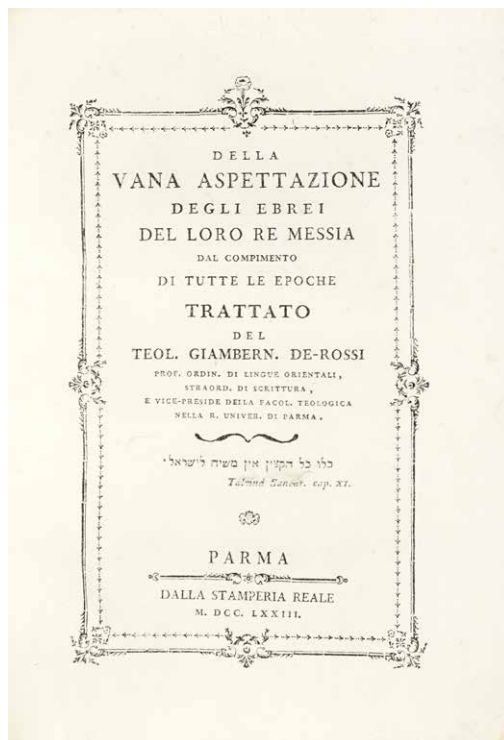 DELLA
VANA ASPETTAZIONE
DEGLI EBREI
DEL LORO RE MESSIA
DAL COMPIMENTO
DI TUTTE LE EPOCHE
TRATTATO
DEL
TEOL. GIAMBERN. DE-ROSSI
PROF. ORDIN. DI LINGUE ORIENTALI,
STRAORD. DI SCRITTURA,
E VICE-PRESIDE DELLA FACOL. TEOLOGICA
NELLA R. UNIVER. DI PARMA.
כלו כל הקצין אין משיח לישראל
Talmud Sanedr. cap. XI.
PARMA
DALLA STAMPERIA REALE
M. DCC. LXXIII.